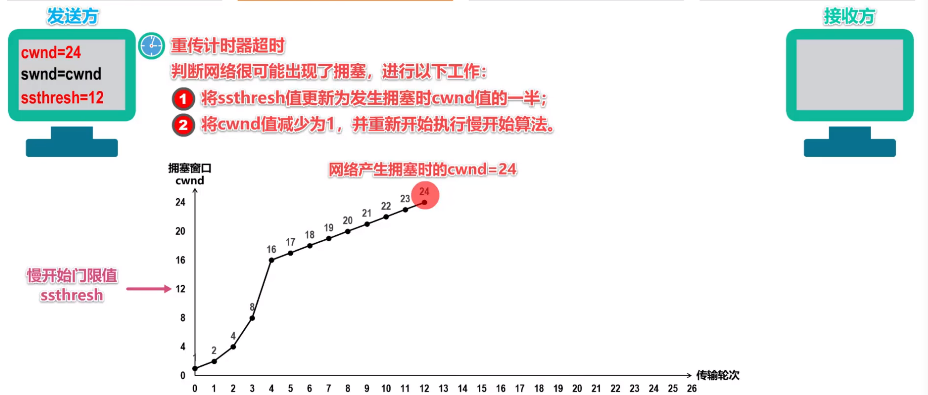 发送方
接收方
cwnd=24
swnd=cwnd
ssthresh=12
重传计时器超时
判断网络很可能出现了拥塞，进行以下工作：
1 将ssthresh值更新为发生拥塞时cwnd值的一半；
2 将cwnd值减少为1，并重新开始执行慢开始算法。
网络产生拥塞时的cwnd=24
拥塞窗口
cwnd
24
20
16
12
8
4
0
慢开始门限值
ssthresh
1 2 4 8 16 17 18 19 20 21 22 23 24
0 1 2 3 4 5 6 7 8 9 10 11 12 13 14 15 16 17 18 19 20 21 22 23 24 25 26
传输轮次